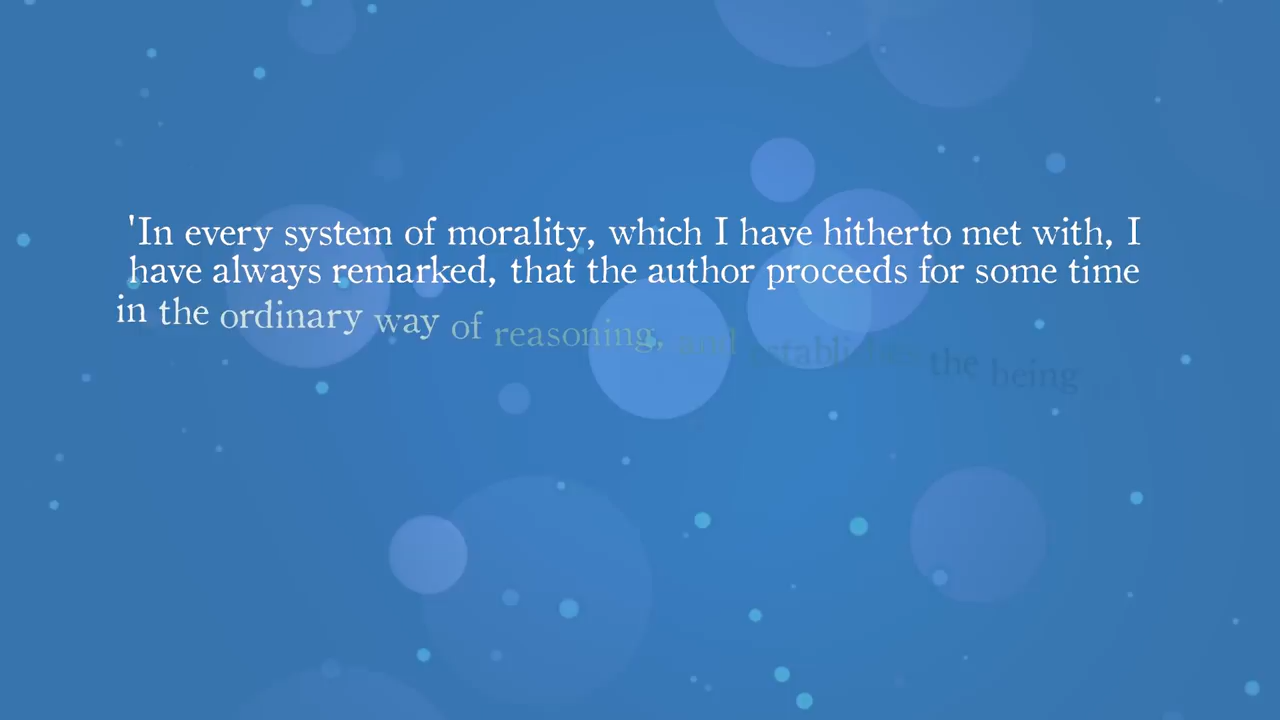 'In every system of morality, which I have hitherto met with, I
have always remarked, that the author proceeds for some time
in the ordinary way of reasoning, and establishes the being